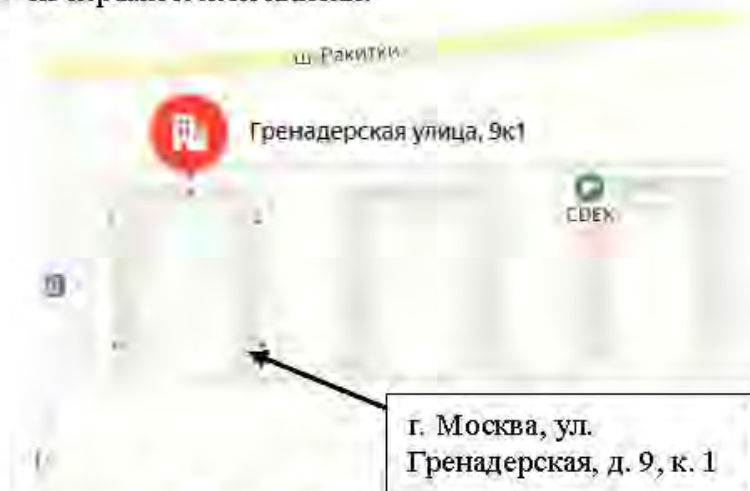 ш. Ракитки
Гренадерская улица, 9к1
CDEK
г. Москва, ул.
Гренадерская, д. 9, к. 1